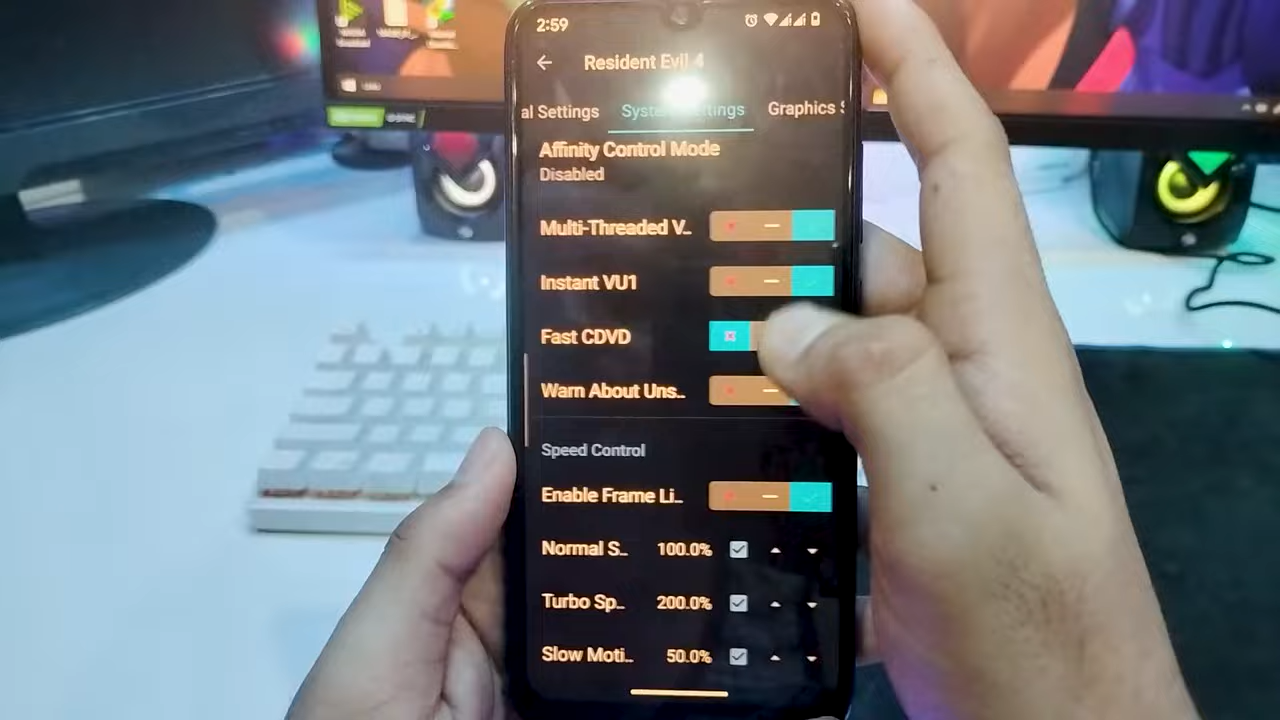 2:59
Resident Evil 4
al Settings System Settings Graphics S
Affinity Control Mode
Disabled
Multi-Threaded V..
Instant VU1
Fast CDVD
Warn About Uns..
Speed Control
Enable Frame Li..
Normal S.. 100.0%
Turbo Sp.. 200.0%
Slow Moti.. 50.0%